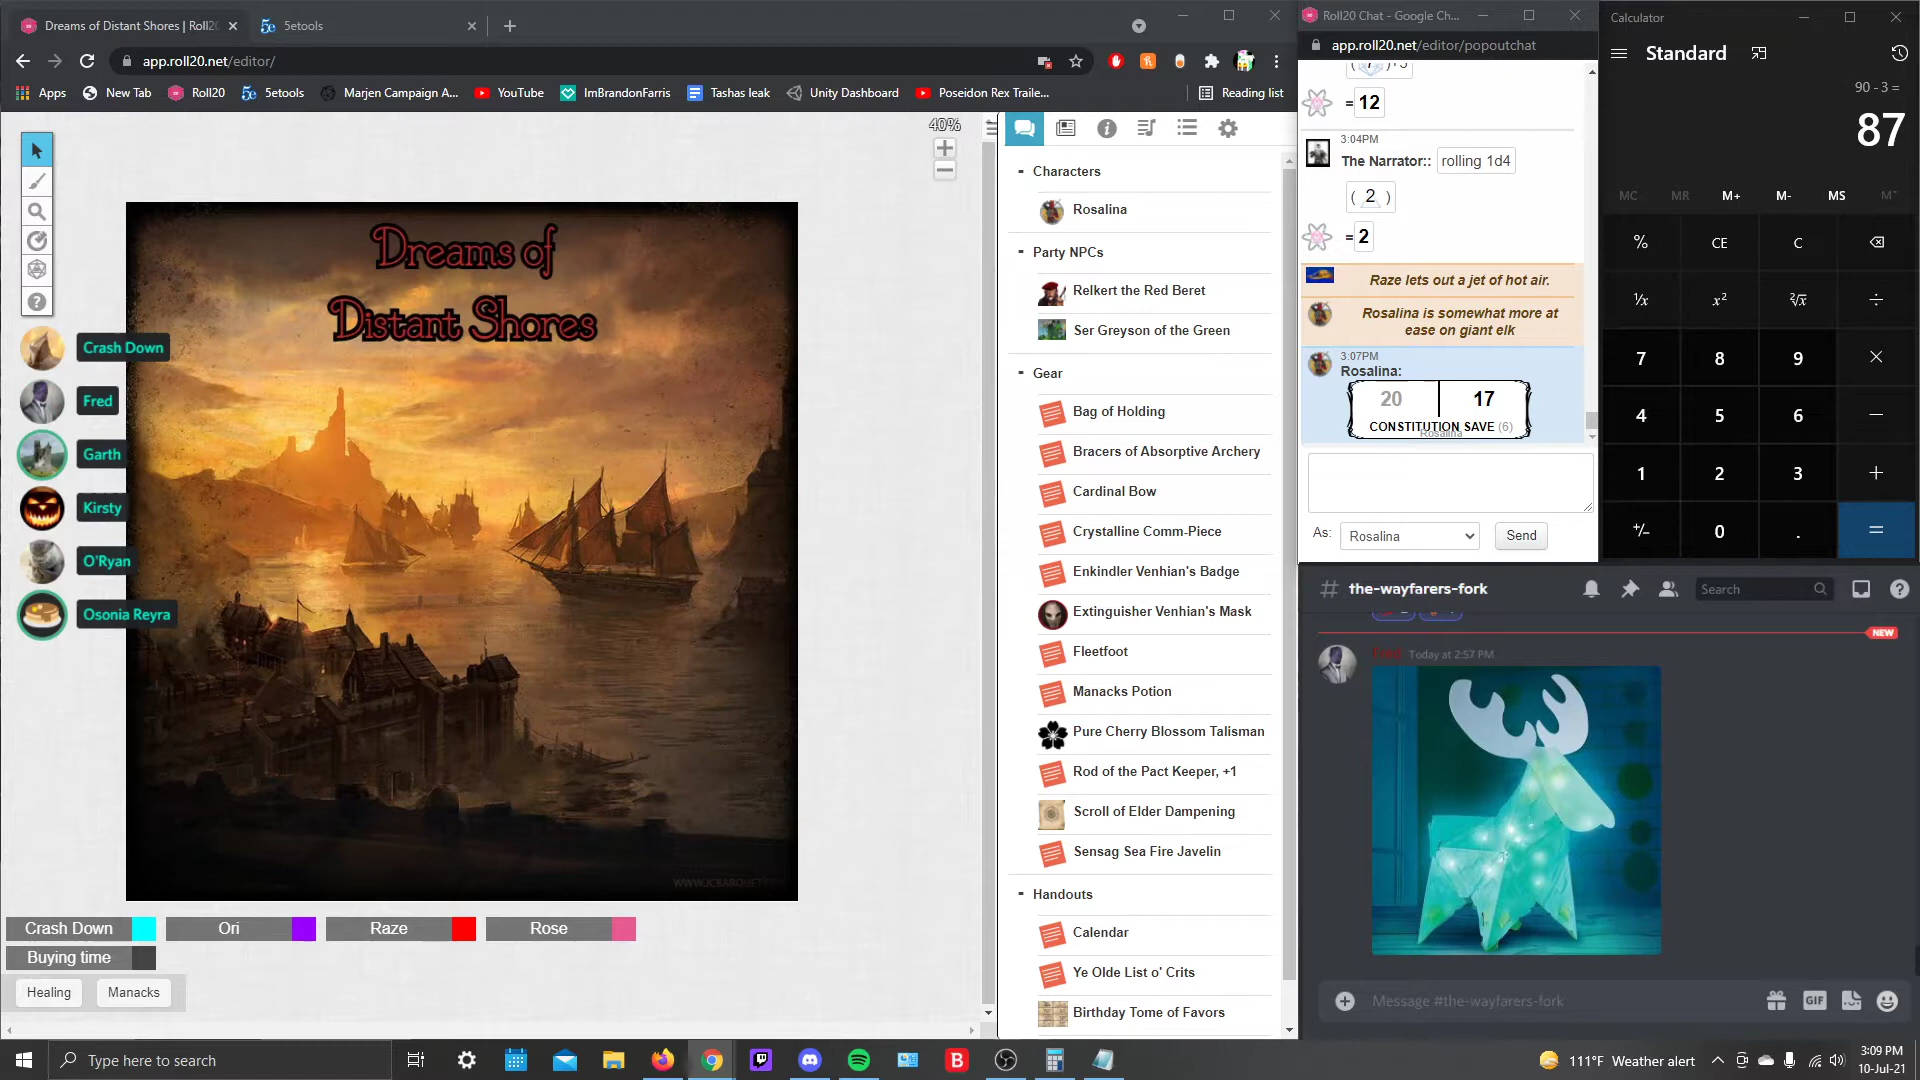 Dreams of Distant Shores | Roll20
5etools
app.roll20.net/editor/
Apps
New Tab
Roll20
5etools
Marjen Campaign A...
YouTube
ImBrandonFarris
Tashas leak
Unity Dashboard
Poseidon Rex Traile...
Reading list
40%
Dreams of
Distant Shores
Crash Down
Fred
Garth
Kirsty
O'Ryan
Osonia Reyra
Crash Down
Ori
Raze
Rose
Buying time
Healing
Manacks
Characters
Rosalina
Party NPCs
Relkert the Red Beret
Ser Greyson of the Green
Gear
Bag of Holding
Bracers of Absorptive Archery
Cardinal Bow
Crystalline Comm-Piece
Enkindler Venhian's Badge
Extinguisher Venhian's Mask
Fleetfoot
Manacks Potion
Pure Cherry Blossom Talisman
Rod of the Pact Keeper, +1
Scroll of Elder Dampening
Sensag Sea Fire Javelin
Handouts
Calendar
Ye Olde List o' Crits
Birthday Tome of Favors
Roll20 Chat - Google Ch...
app.roll20.net/editor/popoutchat
=12
3:04PM
The Narrator:: rolling 1d4
( 2 )
=2
Raze lets out a jet of hot air.
Rosalina is somewhat more at
ease on giant elk
3:07PM
Rosalina:
20 17
CONSTITUTION SAVE (6)
Rosalina
As: Rosalina
Send
Calculator
Standard
90 - 3 =
87
MC MR M+ M- MS M˅
% CE C
¹/x x² ²√x ÷
7 8 9 ×
4 5 6 −
1 2 3 +
+/- 0 . =
# the-wayfarers-fork
Search
NEW
Fred Today at 2:57 PM
Message #the-wayfarers-fork
GIF
Type here to search
111°F Weather alert
3:09 PM
10-Jul-21